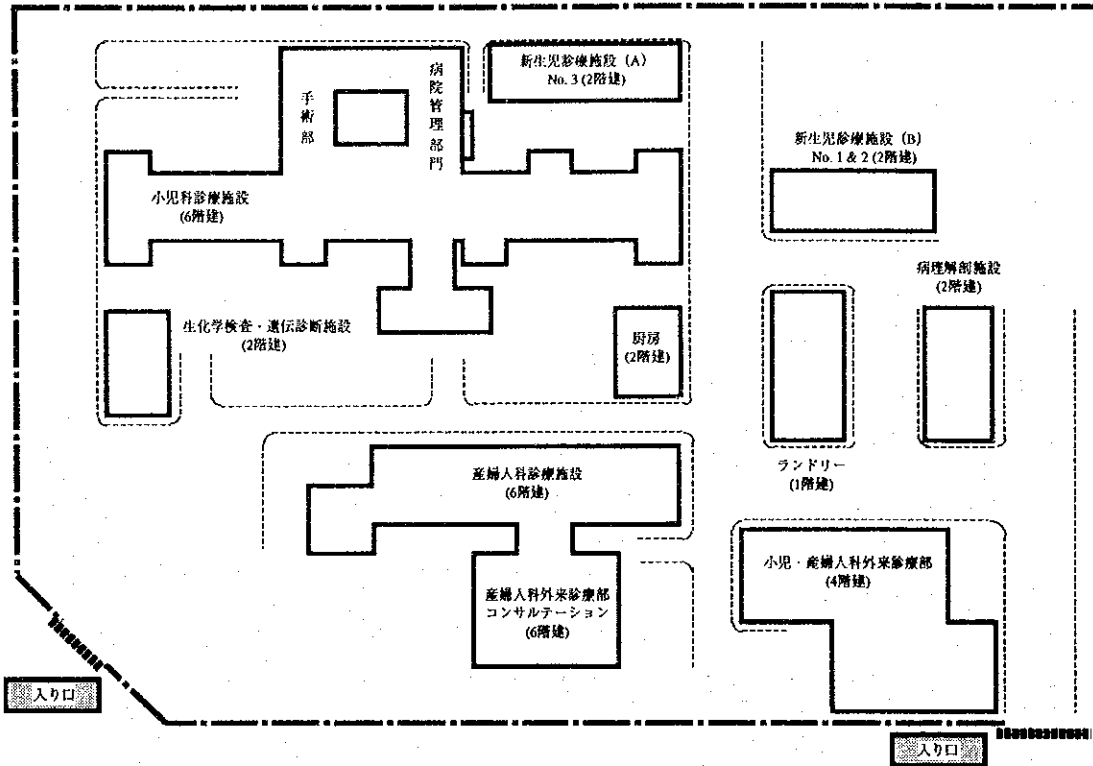 新生児診療施設 (A)
No. 3 (2階建)
手術部
病院管理部門
新生児診療施設 (B)
No. 1 & 2 (2階建)
小児科診療施設
(6階建)
病理解剖施設
(2階建)
生化学検査・遺伝診断施設
(2階建)
厨房
(2階建)
ランドリー
(1階建)
産婦人科診療施設
(6階建)
小児・産婦人科外来診療部
(4階建)
産婦人科外来診療部
コンサルテーション
(6階建)
入り口
入り口